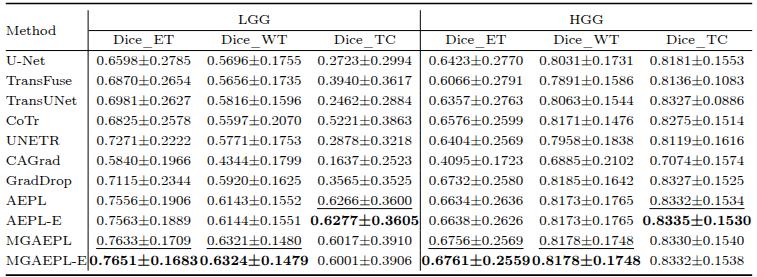 Method LGG HGG
Dice_ET Dice_WT Dice_TC Dice_ET Dice_WT Dice_TC
U-Net 0.6598±0.2785 0.5696±0.1755 0.2723±0.2994 0.6423±0.2770 0.8031±0.1731 0.8181±0.1553
TransFuse 0.6870±0.2654 0.5656±0.1735 0.3940±0.3617 0.6066±0.2791 0.7891±0.1586 0.8136±0.1083
TransUNet 0.6981±0.2627 0.5816±0.1596 0.2462±0.2884 0.6357±0.2763 0.8063±0.1544 0.8327±0.0886
CoTr 0.6825±0.2578 0.5597±0.2070 0.5221±0.3863 0.6576±0.2599 0.8171±0.1476 0.8275±0.1514
UNETR 0.7271±0.2222 0.5771±0.1753 0.2878±0.3218 0.6404±0.2569 0.7958±0.1838 0.8119±0.1616
CAGrad 0.5840±0.1966 0.4344±0.1799 0.1637±0.2523 0.4095±0.1723 0.6885±0.2102 0.7074±0.1574
GradDrop 0.7115±0.2344 0.5920±0.1625 0.3565±0.3525 0.6732±0.2580 0.8185±0.1642 0.8327±0.1525
AEPL 0.7556±0.1906 0.6143±0.1552 0.6266±0.3600 0.6634±0.2636 0.8173±0.1765 0.8332±0.1534
AEPL-E 0.7563±0.1889 0.6144±0.1551 0.6277±0.3605 0.6638±0.2626 0.8173±0.1765 0.8335±0.1530
MGAEPL 0.7633±0.1709 0.6321±0.1480 0.6017±0.3910 0.6756±0.2569 0.8178±0.1748 0.8330±0.1540
MGAEPL-E 0.7651±0.1683 0.6324±0.1479 0.6001±0.3906 0.6761±0.2559 0.8178±0.1748 0.8332±0.1538